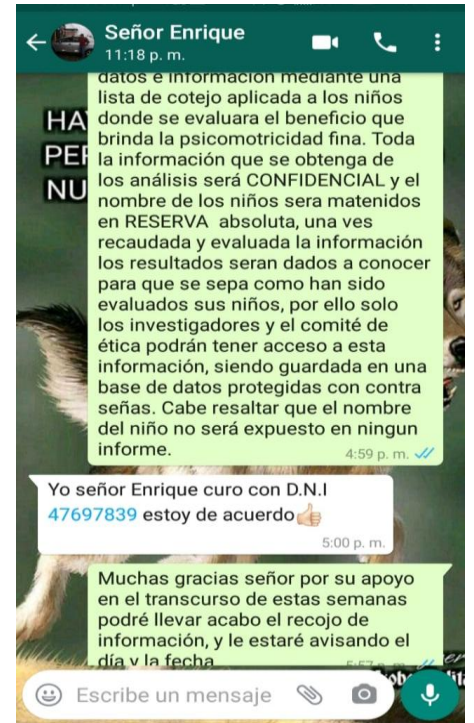 Señor Enrique
11:18 p. m.
datos e información mediante una
lista de cotejo aplicada a los niños
donde se evaluara el beneficio que
brinda la psicomotricidad fina. Toda
la información que se obtenga de
los análisis será CONFIDENCIAL y el
nombre de los niños sera matenidos
en RESERVA absoluta, una ves
recaudada y evaluada la información
los resultados seran dados a conocer
para que se sepa como han sido
evaluados sus niños, por ello solo
los investigadores y el comité de
ética podrán tener acceso a esta
información, siendo guardada en una
base de datos protegidas con contra
señas. Cabe resaltar que el nombre
del niño no será expuesto en ningun
informe.
4:59 p. m.
HA
PER
NU
Yo señor Enrique curo con D.N.I
47697839 estoy de acuerdo👍🏻
5:00 p. m.
Muchas gracias señor por su apoyo
en el transcurso de estas semanas
podré llevar acabo el recojo de
información, y le estaré avisando el
día y la fecha
5:57 p. m.
Escribe un mensaje